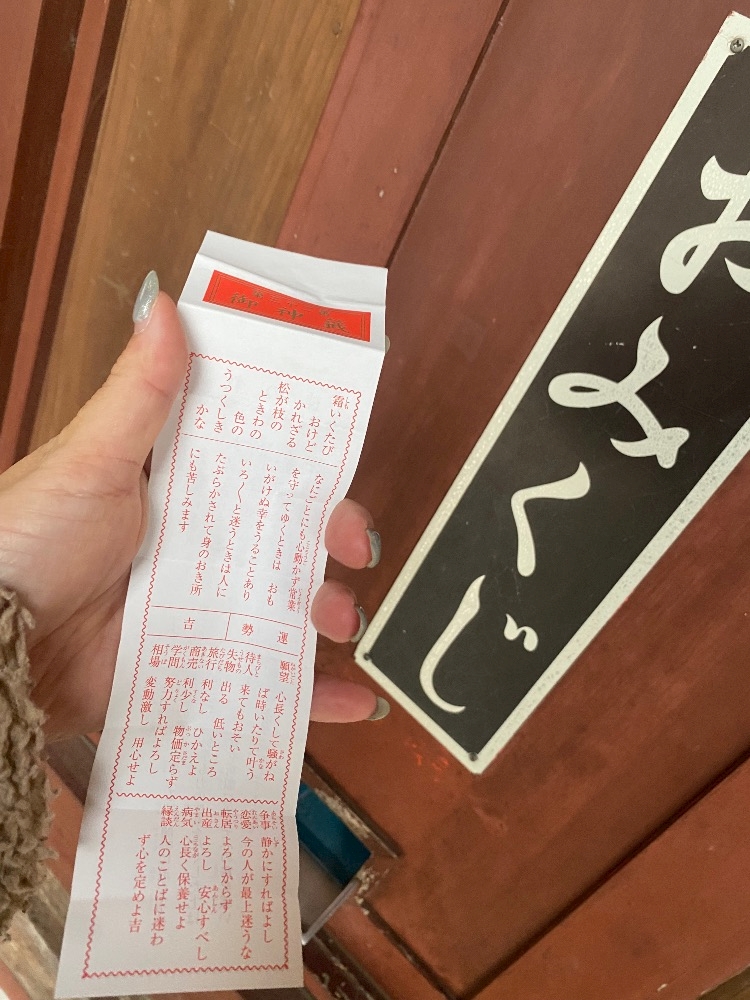 御神籤
霜いくたび
おけど
かれざる
松が枝の
ときわの
色の
うつくしき
かな
なにごとにも心動かず常業
を守ってゆくときは　おも
いがけぬ幸をうることあり
いろ〱と迷うときは人に
たぶらかされて身のおき所
にも苦しみます
運勢
吉
願望　心長くして騒がね
ば時いたりて叶う
待人　来てもおそい
失物　出る　低いところ
旅行　利なし　ひかえよ
商売　利少し　物価定らず
学問　努力すればよろし
相場　変動激し　用心せよ
争事　静かにすればよし
恋愛　今の人が最上迷うな
転居　よろしからず
出産　よろし　安心すべし
病気　心長く保養せよ
縁談　人のことばに迷わ
ず心を定めよ吉
おみくじ